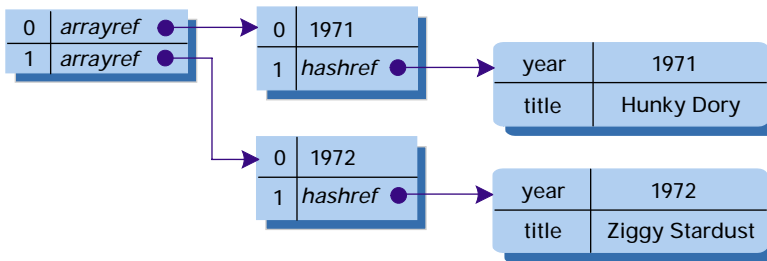 0 arrayref
1 arrayref
0 1971
1 hashref
year 1971
title Hunky Dory
0 1972
1 hashref
year 1972
title Ziggy Stardust